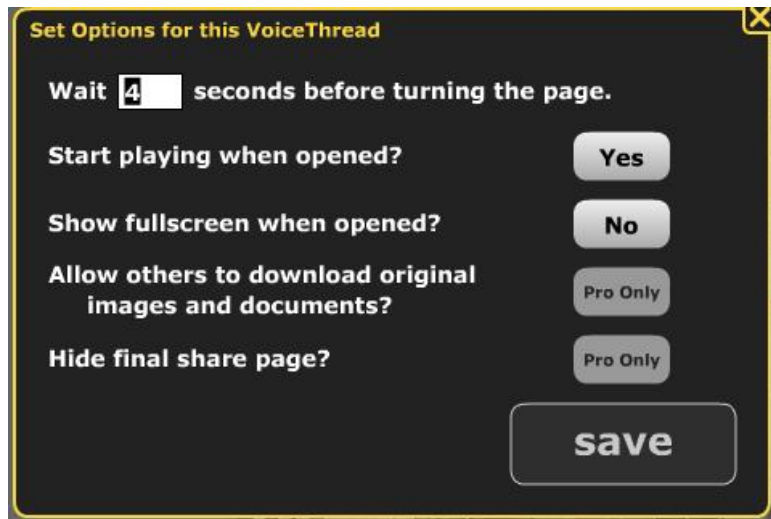 Set Options for this VoiceThread
Wait 4 seconds before turning the page.
Start playing when opened? Yes
Show fullscreen when opened? No
Allow others to download original
images and documents? Pro Only
Hide final share page? Pro Only
save